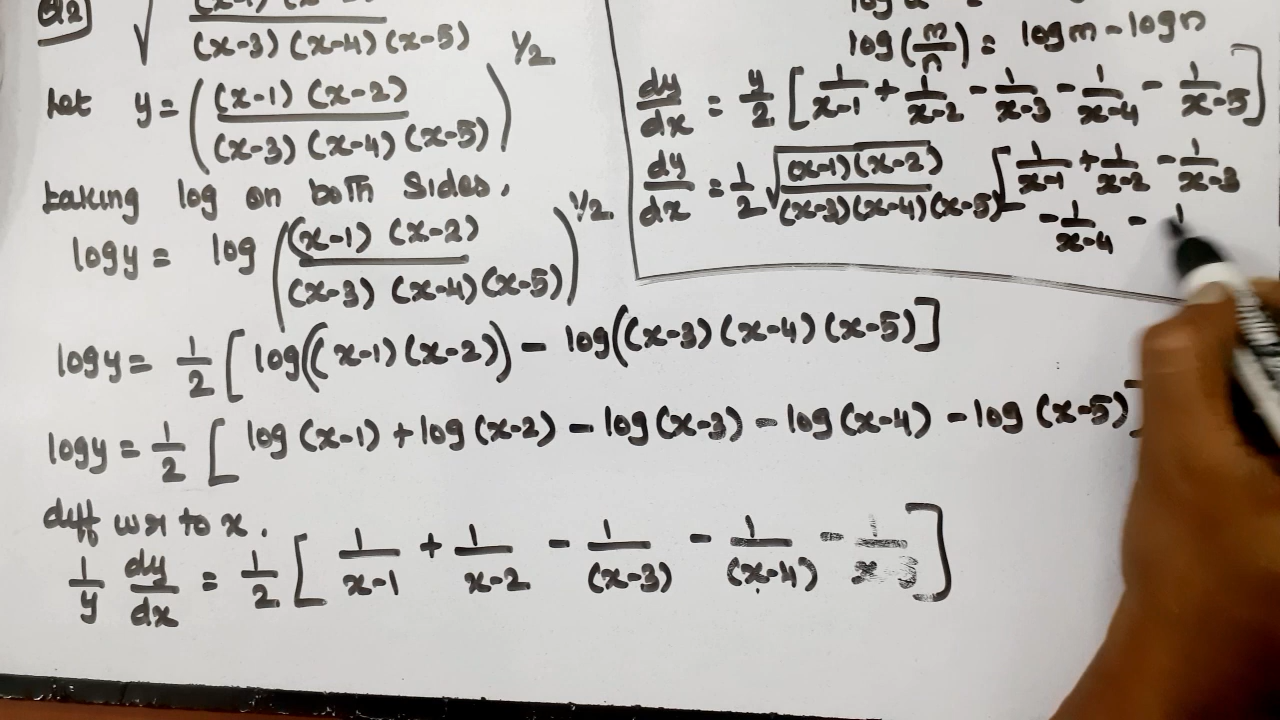 Q2) √
(x-3) (x-4) (x-5)
Let y = ((x-1) (x-2) / (x-3) (x-4) (x-5))^1/2
taking log on both sides.
log y = log ((x-1) (x-2) / (x-3) (x-4) (x-5))^1/2
log y = 1/2 [ log((x-1) (x-2)) - log((x-3) (x-4) (x-5) ]
log y = 1/2 [ log (x-1) + log (x-2) - log (x-3) - log (x-4) - log (x-5) ]
diff w r to x.
1/y dy/dx = 1/2 [ 1/x-1 + 1/x-2 - 1/(x-3) - 1/(x-4) - 1/x ]
log(m/n) = log m - log n
dy/dx = y/2 [ 1/x-1 + 1/x-2 - 1/x-3 - 1/x-4 - 1/x-5 ]
dy/dx = 1/2 √(x-1) (x-2) / (x-3) (x-4) (x-5) [ 1/x-1 + 1/x-2 - 1/x-3
- 1/x-4 - 1